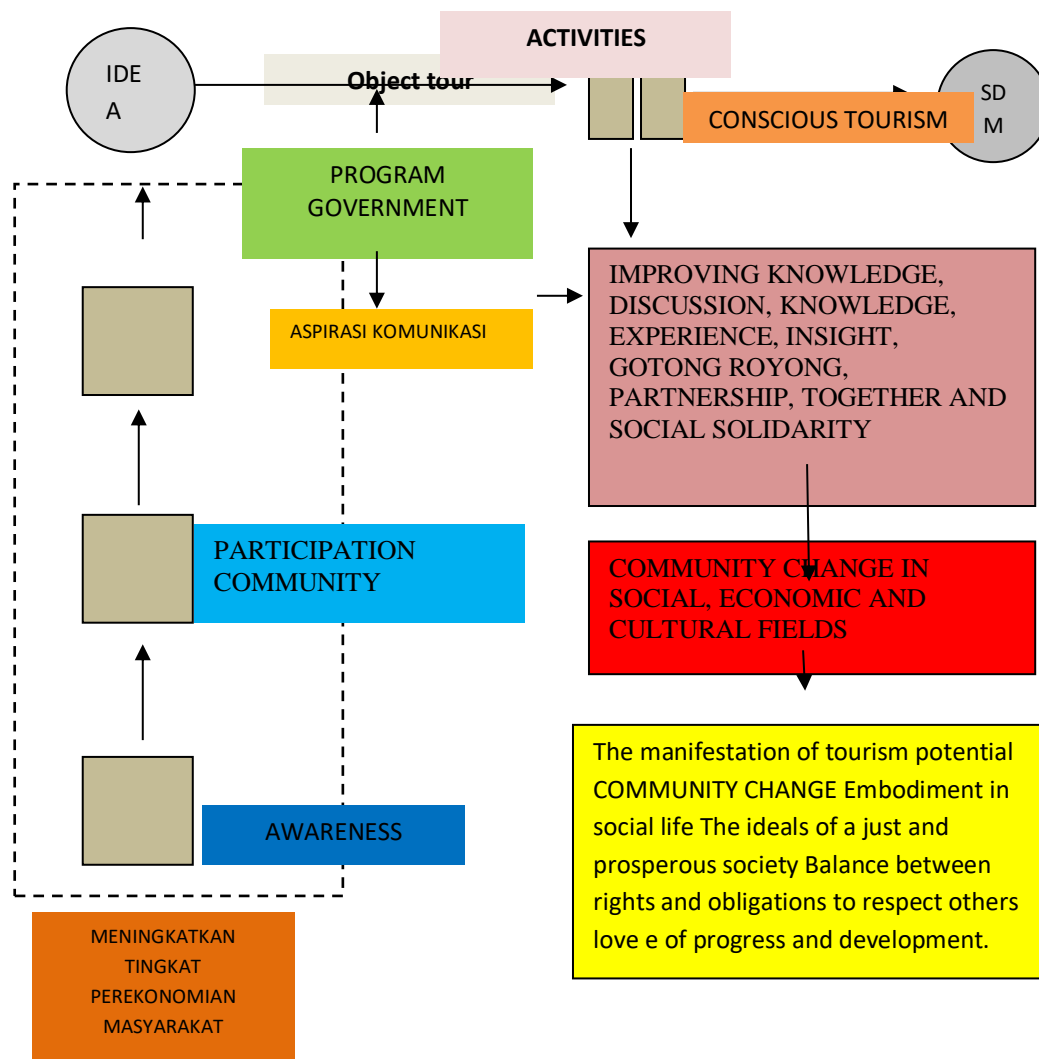 ACTIVITIES
IDE
A
Object tour
SD
M
CONSCIOUS TOURISM
PROGRAM
GOVERNMENT
IMPROVING KNOWLEDGE,
DISCUSSION, KNOWLEDGE,
EXPERIENCE, INSIGHT,
GOTONG ROYONG,
PARTNERSHIP, TOGETHER AND
SOCIAL SOLIDARITY
ASPIRASI KOMUNIKASI
PARTICIPATION
COMMUNITY
COMMUNITY CHANGE IN
SOCIAL, ECONOMIC AND
CULTURAL FIELDS
The manifestation of tourism potential
COMMUNITY CHANGE Embodiment in
social life The ideals of a just and
prosperous society Balance between
rights and obligations to respect others
love e of progress and development.
AWARENESS
MENINGKATKAN
TINGKAT
PEREKONOMIAN
MASYARAKAT